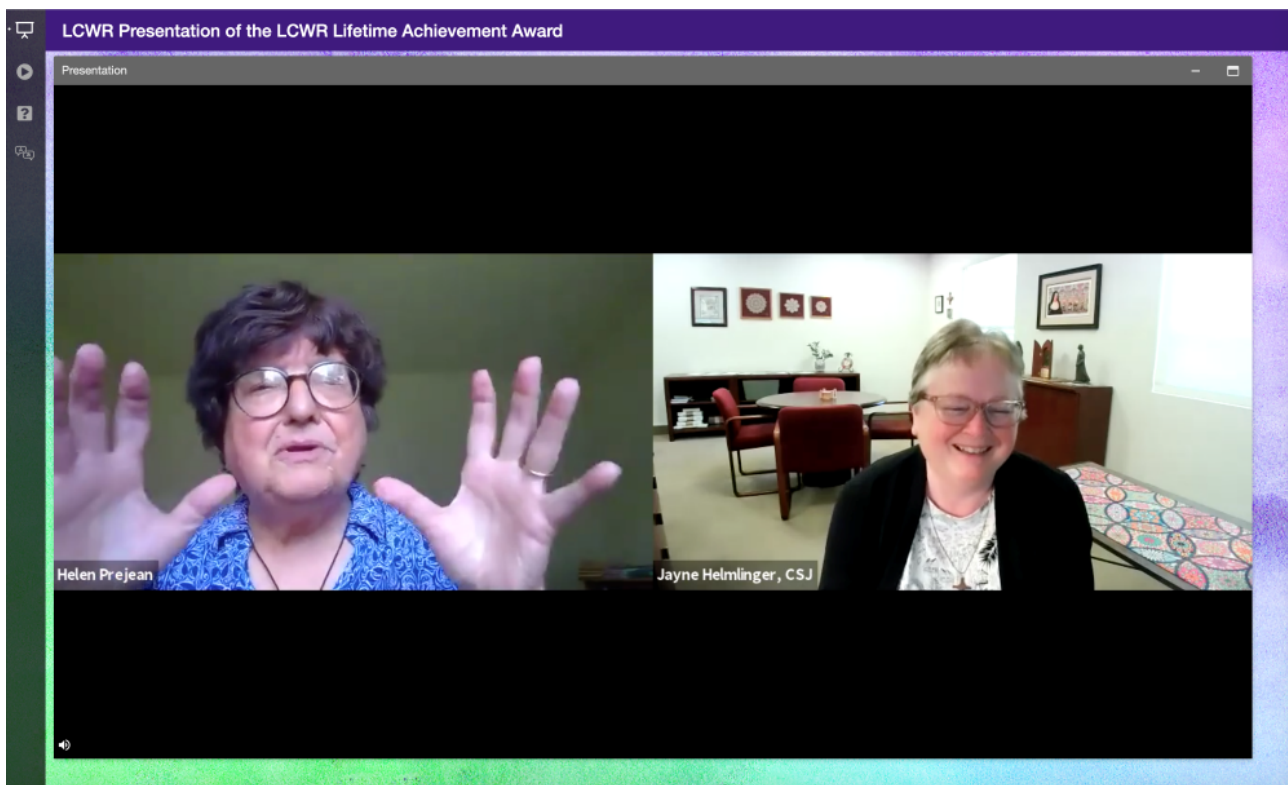 LCWR Presentation of the LCWR Lifetime Achievement Award
Presentation
Helen Prejean
Jayne Helmlinger, CSJ